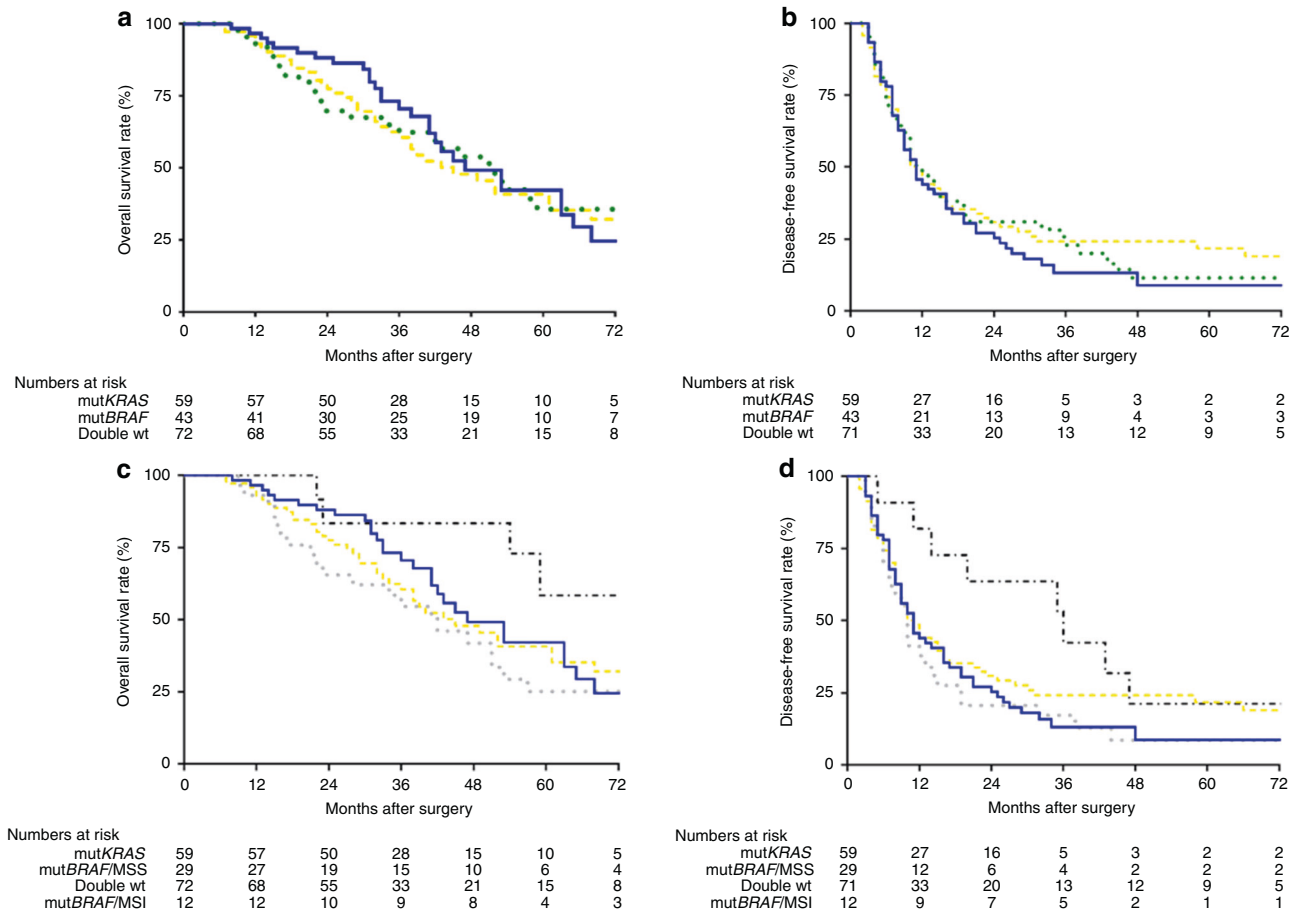 a
Overall survival rate (%)
100
75
50
25
0
0 12 24 36 48 60 72
Months after surgery
Numbers at risk
mutKRAS 59 57 50 28 15 10 5
mutBRAF 43 41 30 25 19 10 7
Double wt 72 68 55 33 21 15 8
b
Disease-free survival rate (%)
100
75
50
25
0
0 12 24 36 48 60 72
Months after surgery
Numbers at risk
mutKRAS 59 27 16 5 3 2 2
mutBRAF 43 21 13 9 4 3 3
Double wt 71 33 20 13 12 9 5
c
Overall survival rate (%)
100
75
50
25
0
0 12 24 36 48 60 72
Months after surgery
Numbers at risk
mutKRAS 59 57 50 28 15 10 5
mutBRAF/MSS 29 27 19 15 10 6 4
Double wt 72 68 55 33 21 15 8
mutBRAF/MSI 12 12 10 9 8 4 3
d
Disease-free survival rate (%)
100
75
50
25
0
0 12 24 36 48 60 72
Months after surgery
Numbers at risk
mutKRAS 59 27 16 5 3 2 2
mutBRAF/MSS 29 12 6 4 2 2 2
Double wt 71 33 20 13 12 9 5
mutBRAF/MSI 12 9 7 5 2 1 1